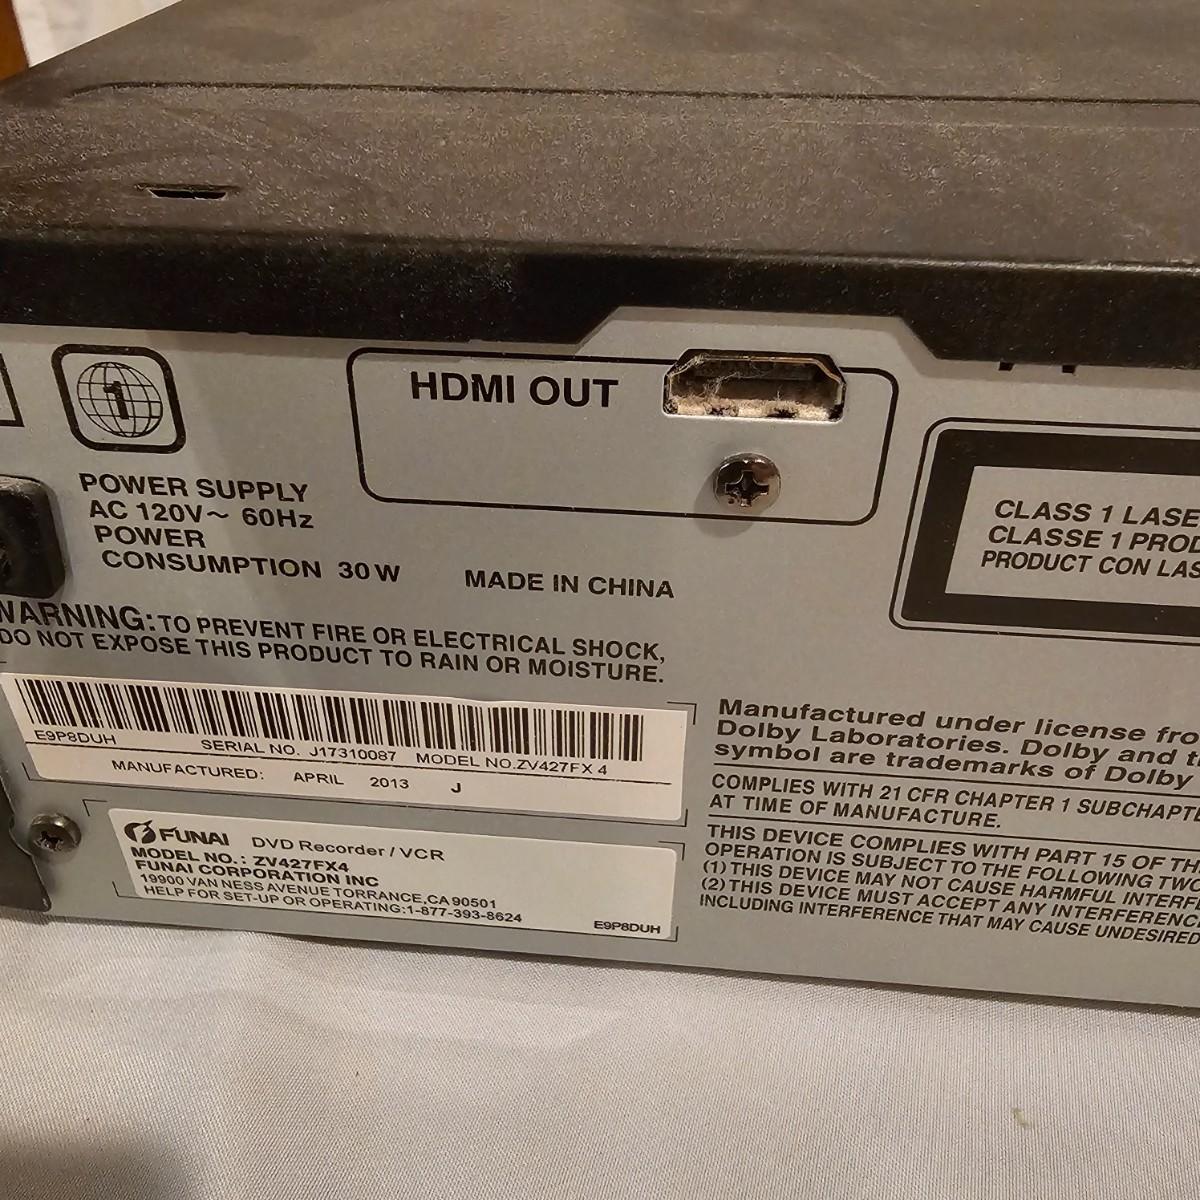 HDMI OUT
1
POWER SUPPLY
AC 120V~ 60Hz
POWER
CONSUMPTION 30 W
MADE IN CHINA
CLASS 1 LASE
CLASSE 1 PROD
PRODUCT CON LAS
WARNING: TO PREVENT FIRE OR ELECTRICAL SHOCK,
DO NOT EXPOSE THIS PRODUCT TO RAIN OR MOISTURE.
E9P8DUH
SERIAL NO. J17310087 MODEL NO.ZV427FX 4
MANUFACTURED: APRIL 2013 J
FUNAI DVD Recorder / VCR
MODEL NO.: ZV427FX4
FUNAI CORPORATION INC
19900 VAN NESS AVENUE TORRANCE,CA 90501
HELP FOR SET-UP OR OPERATING:1-877-393-8624
E9P8DUH
Manufactured under license fro
Dolby Laboratories. Dolby and t
symbol are trademarks of Dolby
COMPLIES WITH 21 CFR CHAPTER 1 SUBCHAPTE
AT TIME OF MANUFACTURE.
THIS DEVICE COMPLIES WITH PART 15 OF TH
OPERATION IS SUBJECT TO THE FOLLOWING TWO
(1) THIS DEVICE MAY NOT CAUSE HARMFUL INTERF
(2) THIS DEVICE MUST ACCEPT ANY INTERFERENC
INCLUDING INTERFERENCE THAT MAY CAUSE UNDESIRED